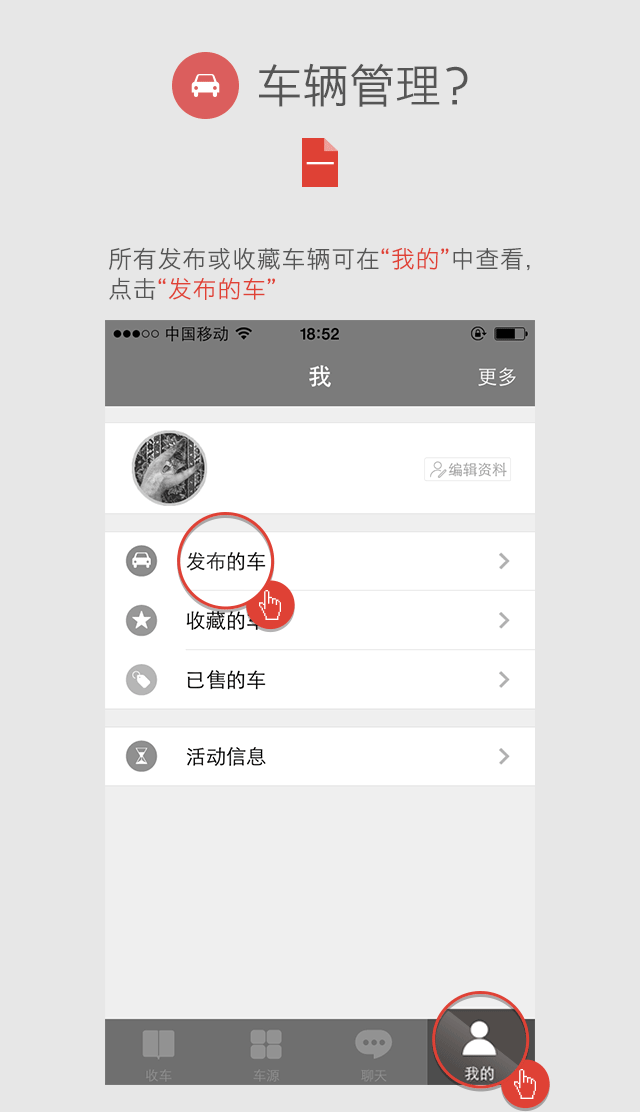 车辆管理?
所有发布或收藏车辆可在“我的”中查看,
点击“发布的车”
中国移动 18:52
我 更多
编辑资料
发布的车
收藏的车
已售的车
活动信息
收车 车源 聊天 我的